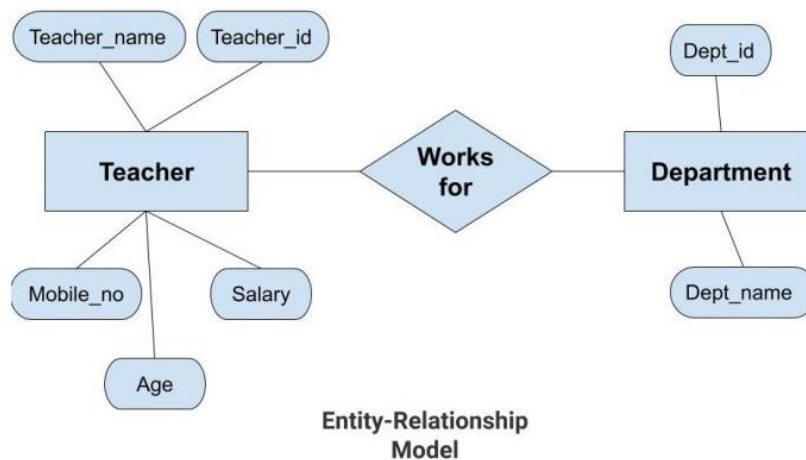 Teacher_name
Teacher_id
Dept_id
Teacher
Works
for
Department
Mobile_no
Salary
Dept_name
Age
Entity-Relationship
Model